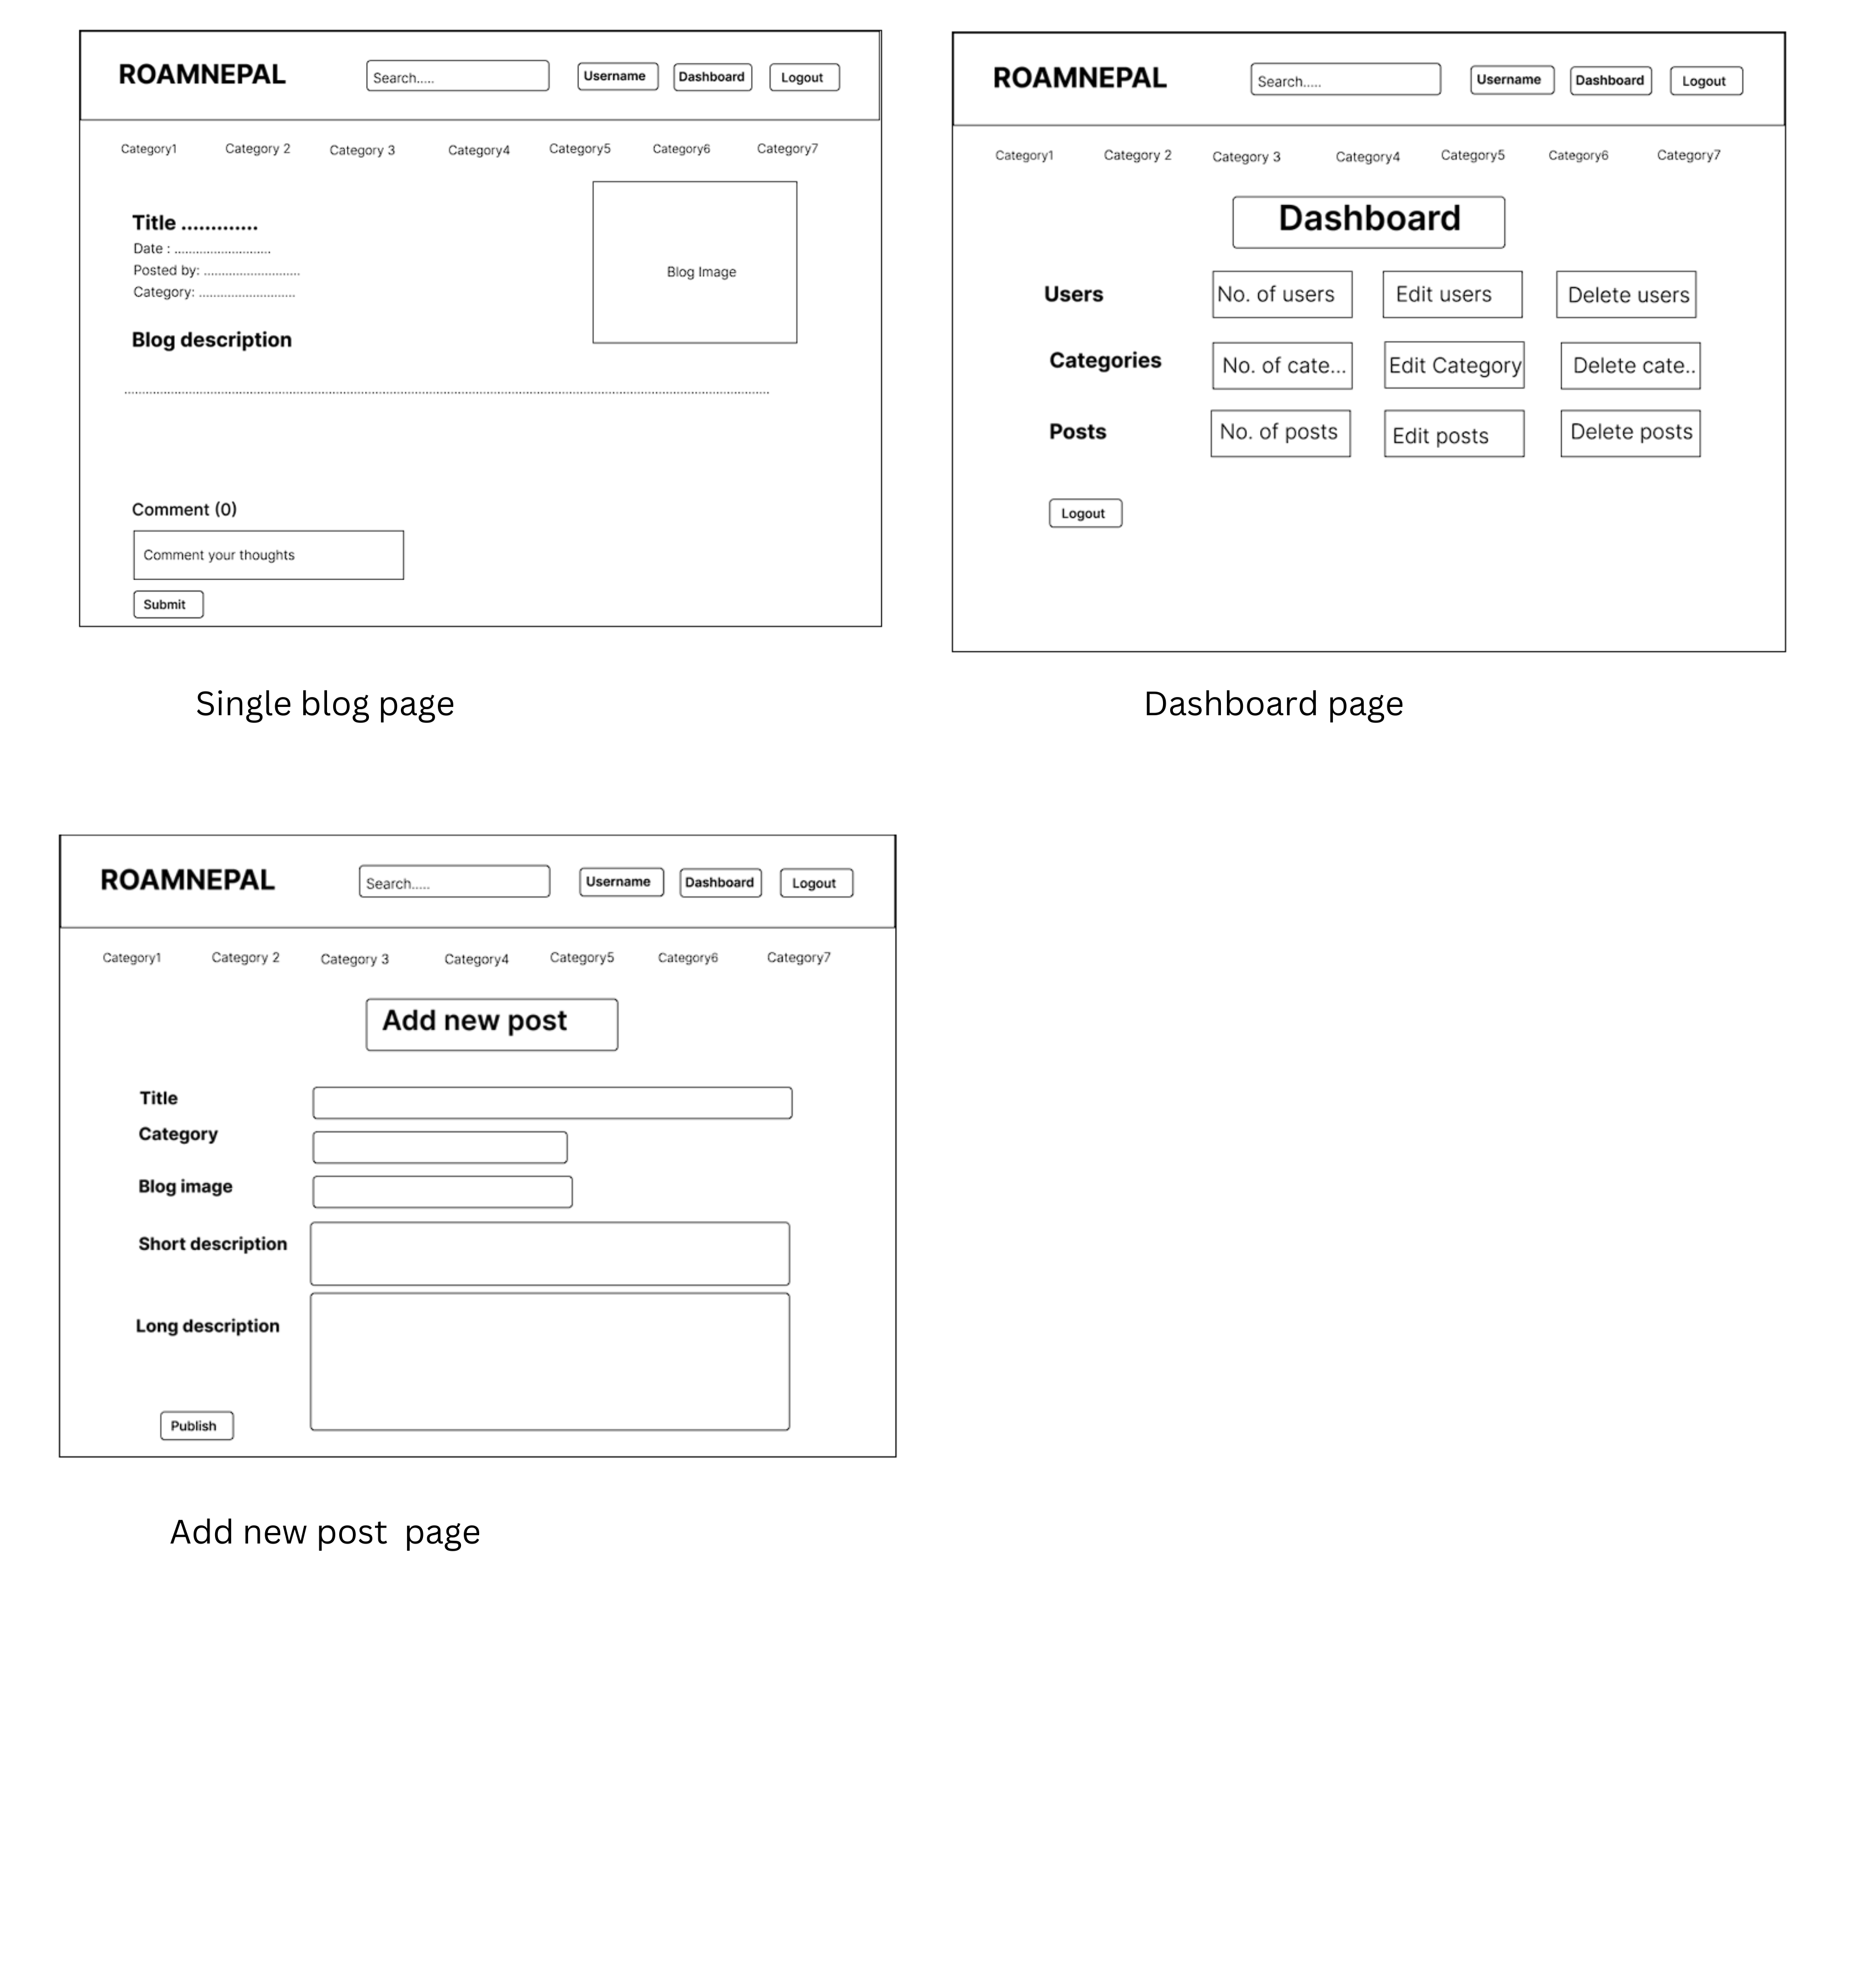 ROAMNEPAL Search..... Username Dashboard Logout
Category1 Category 2 Category 3 Category4 Category5 Category6 Category7
Title .............
Date : ...........................
Posted by: ...........................
Category: ...........................
Blog Image
Blog description
Comment (0)
Comment your thoughts
Submit
Single blog page
ROAMNEPAL Search..... Username Dashboard Logout
Category1 Category 2 Category 3 Category4 Category5 Category6 Category7
Dashboard
Users No. of users Edit users Delete users
Categories No. of cate... Edit Category Delete cate..
Posts No. of posts Edit posts Delete posts
Logout
Dashboard page
ROAMNEPAL Search..... Username Dashboard Logout
Category1 Category 2 Category 3 Category4 Category5 Category6 Category7
Add new post
Title
Category
Blog image
Short description
Long description
Publish
Add new post page